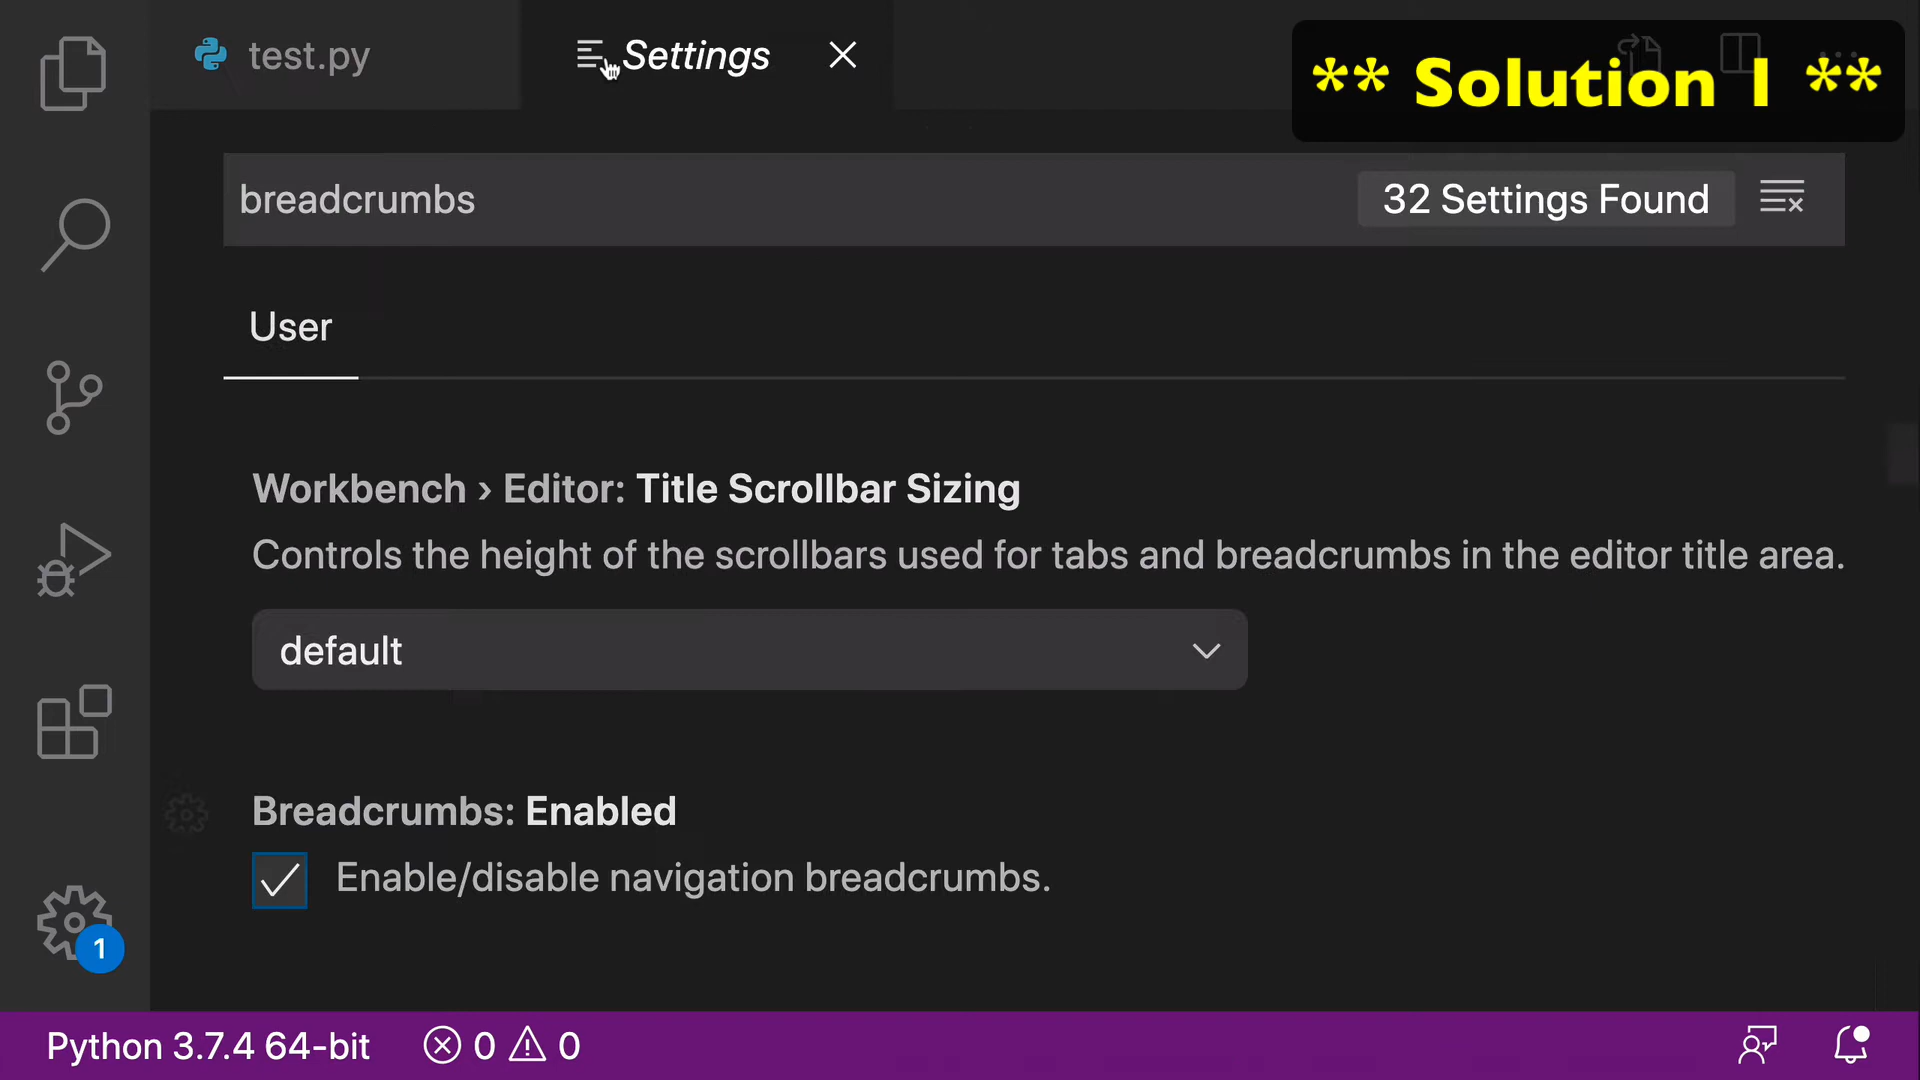 test.py
Settings
** Solution 1 **
breadcrumbs
32 Settings Found
User
Workbench › Editor: Title Scrollbar Sizing
Controls the height of the scrollbars used for tabs and breadcrumbs in the editor title area.
default
Breadcrumbs: Enabled
Enable/disable navigation breadcrumbs.
1
Python 3.7.4 64-bit 0 0